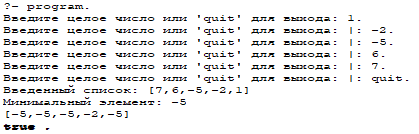 ?- program.
Введите целое число или 'quit' для выхода: 1.
Введите целое число или 'quit' для выхода: |: -2.
Введите целое число или 'quit' для выхода: |: -5.
Введите целое число или 'quit' для выхода: |: 6.
Введите целое число или 'quit' для выхода: |: 7.
Введите целое число или 'quit' для выхода: |: quit.
Введенный список: [7,6,-5,-2,1]
Минимальный элемент: -5
[-5,-5,-5,-2,-5]
true .